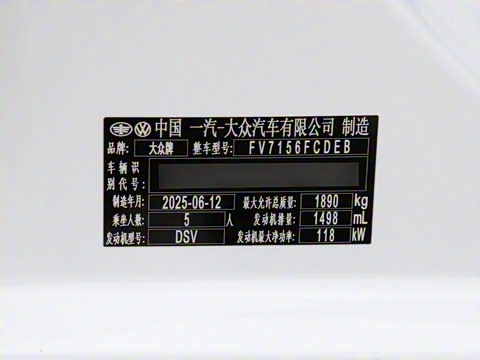 中国 一汽-大众汽车有限公司 制造
品牌: 大众牌 整车型号: FV7156FCDEB
车辆识
别代号:
制造年月: 2025-06-12 最大允许总质量: 1890 kg
乘座人数: 5 人 发动机排量: 1498 mL
发动机型号: DSV 发动机最大净功率: 118 kW